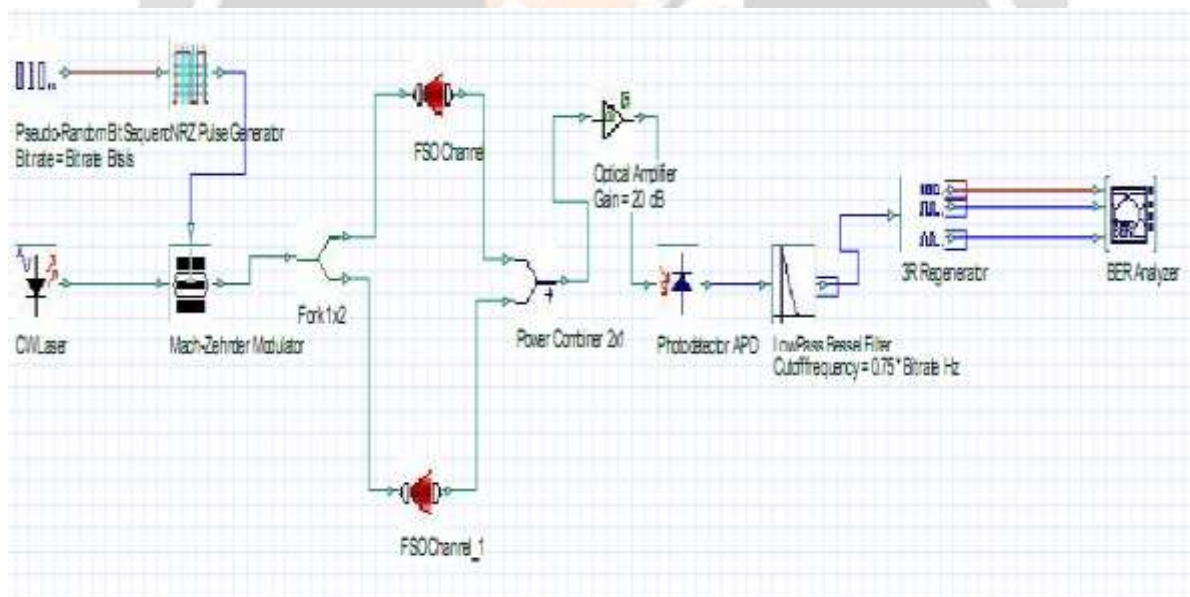 Pseudo-Random Bit Sequence NRZ Pulse Generator
Bitrate = Bitrate Bits/s
FSO Channel
Optical Amplifier
Gain = 20 dB
3R Regenerator
BER Analyzer
Fork 1x2
CW Laser
Mach-Zehnder Modulator
Power Combiner 2x1
Photodetector APD
LowPass Bessel Filter
Cutoff frequency = 0.75 * Bitrate Hz
FSO Channel_1